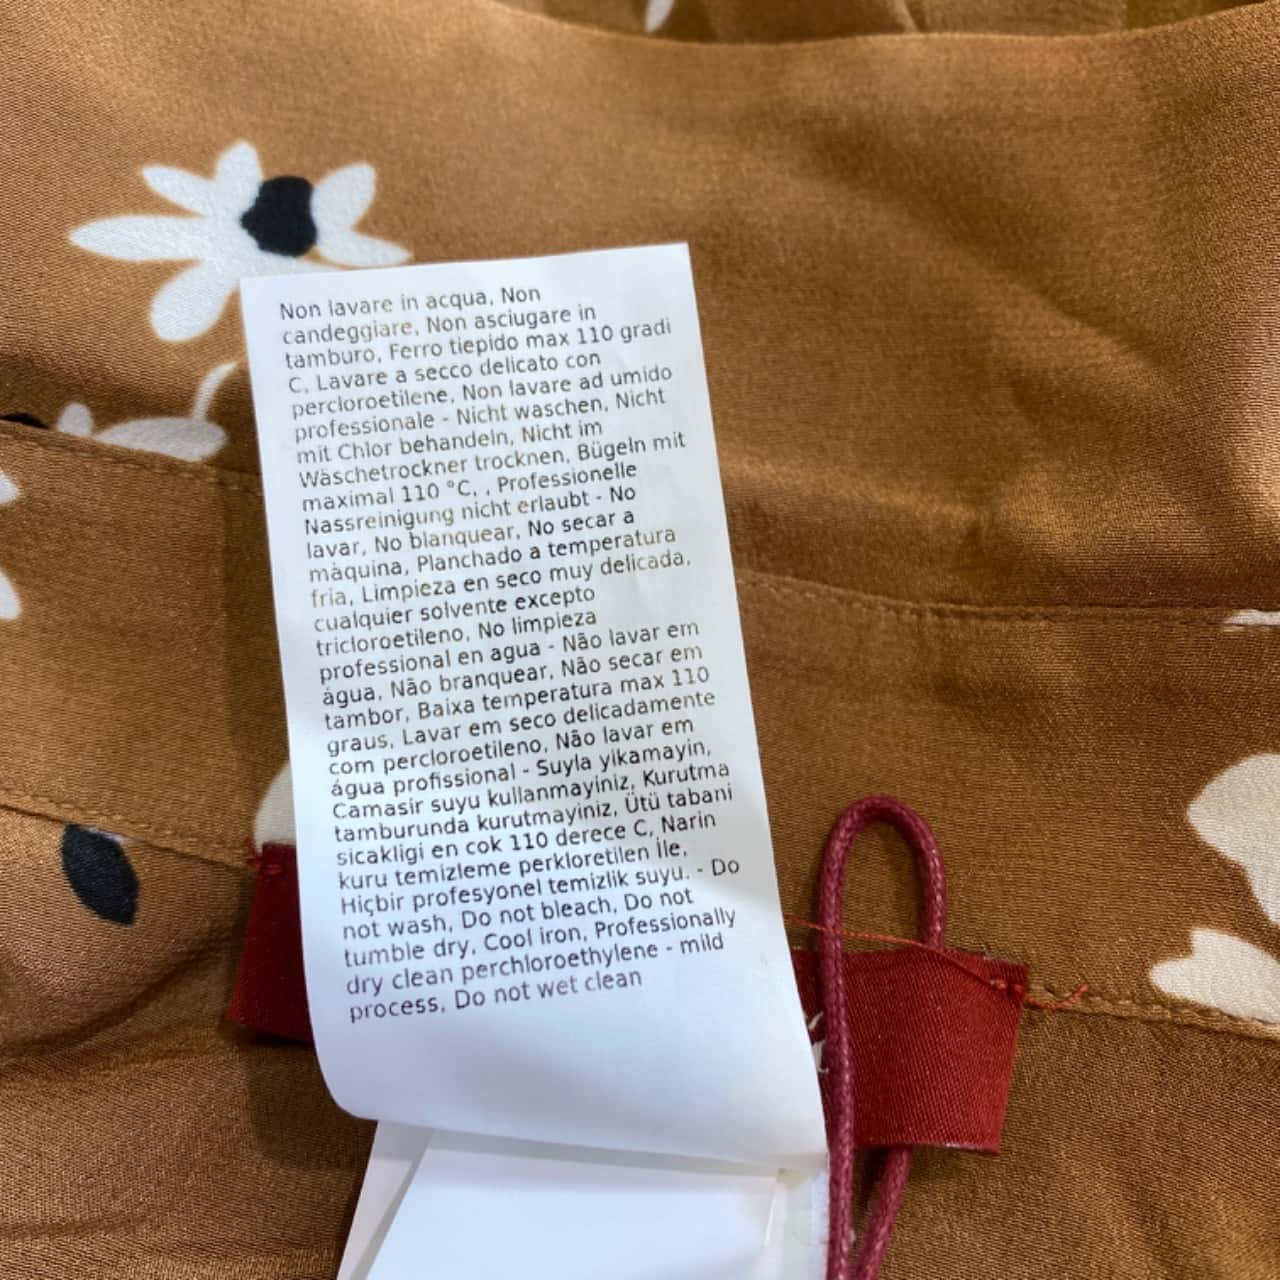 Non lavare in acqua, Non
candeggiare, Non asciugare in
tamburo, Ferro tiepido max 110 gradi
C, Lavare a secco delicato con
percloroetilene, Non lavare ad umido
professionale - Nicht waschen, Nicht
mit Chlor behandeln, Nicht im
Wäschetrockner trocknen, Bügeln mit
maximal 110 °C, , Professionelle
Nassreinigung nicht erlaubt - No
lavar, No blanquear, No secar a
màquina, Planchado a temperatura
fria, Limpieza en seco muy delicada,
cualquier solvente excepto
tricloroetileno, No limpieza
professional en agua - Não lavar em
água, Não branquear, Não secar em
tambor, Baixa temperatura max 110
graus, Lavar em seco delicadamente
com percloroetileno, Não lavar em
água profissional - Suyla yikamayin,
Camasir suyu kullanmayiniz, Kurutma
tamburunda kurutmayiniz, Ütü tabani
sicakligi en cok 110 derece C, Narin
kuru temizleme perkloretilen İle,
Hiçbir profesyonel temizlik suyu. - Do
not wash, Do not bleach, Do not
tumble dry, Cool iron, Professionally
dry clean perchloroethylene - mild
process, Do not wet clean